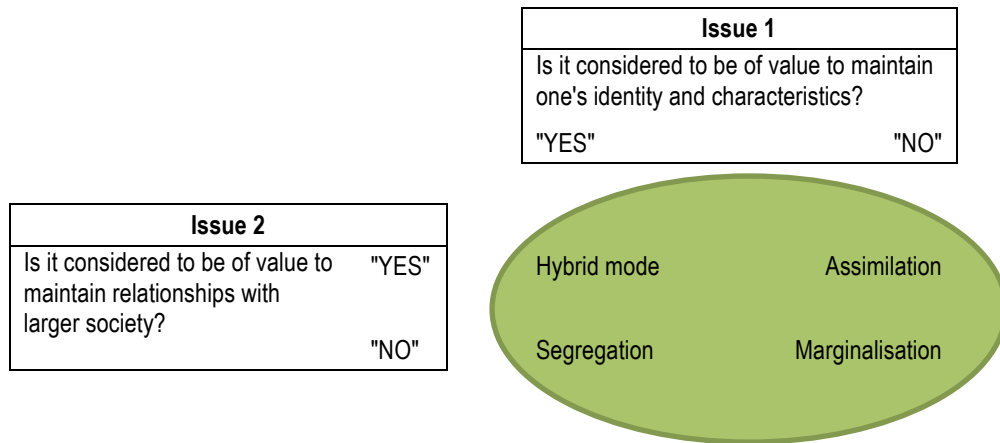 Issue 1
Is it considered to be of value to maintain
one's identity and characteristics?
"YES" "NO"
Issue 2
Is it considered to be of value to "YES"
maintain relationships with
larger society?
"NO"
Hybrid mode Assimilation
Segregation Marginalisation